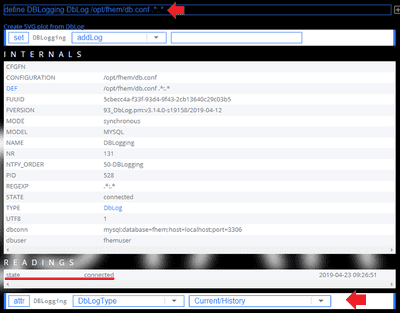 define DBLogging DbLog /opt/fhem/db.conf .*:.*
Create SVG plot from DbLog
set DBLogging addLog
INTERNALS
CFGFN
CONFIGURATION /opt/fhem/db.conf
DEF /opt/fhem/db.conf .*:.*
FUUID 5cbecc4a-f33f-93d4-9f43-2cb13640c29c03b5
FVERSION 93_DbLog.pm:v3.14.0-s19158/2019-04-12
MODE synchronous
MODEL MYSQL
NAME DBLogging
NR 131
NTFY_ORDER 50-DBLogging
PID 528
REGEXP .*:.*
STATE connected
TYPE DbLog
UTF8 1
dbconn mysql:database=fhem;host=localhost;port=3306
dbuser fhemuser
READINGS
state connected 2019-04-23 09:26:51
attr DBLogging DbLogType Current/History